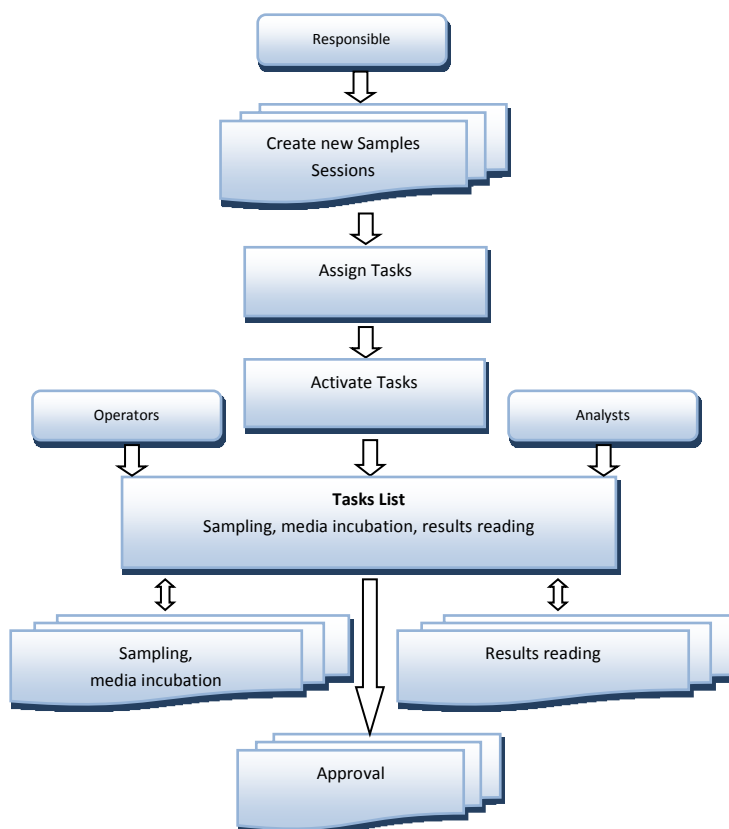 Responsible
Create new Samples
Sessions
Assign Tasks
Activate Tasks
Operators
Analysts
Tasks List
Sampling, media incubation, results reading
Sampling,
media incubation
Results reading
Approval